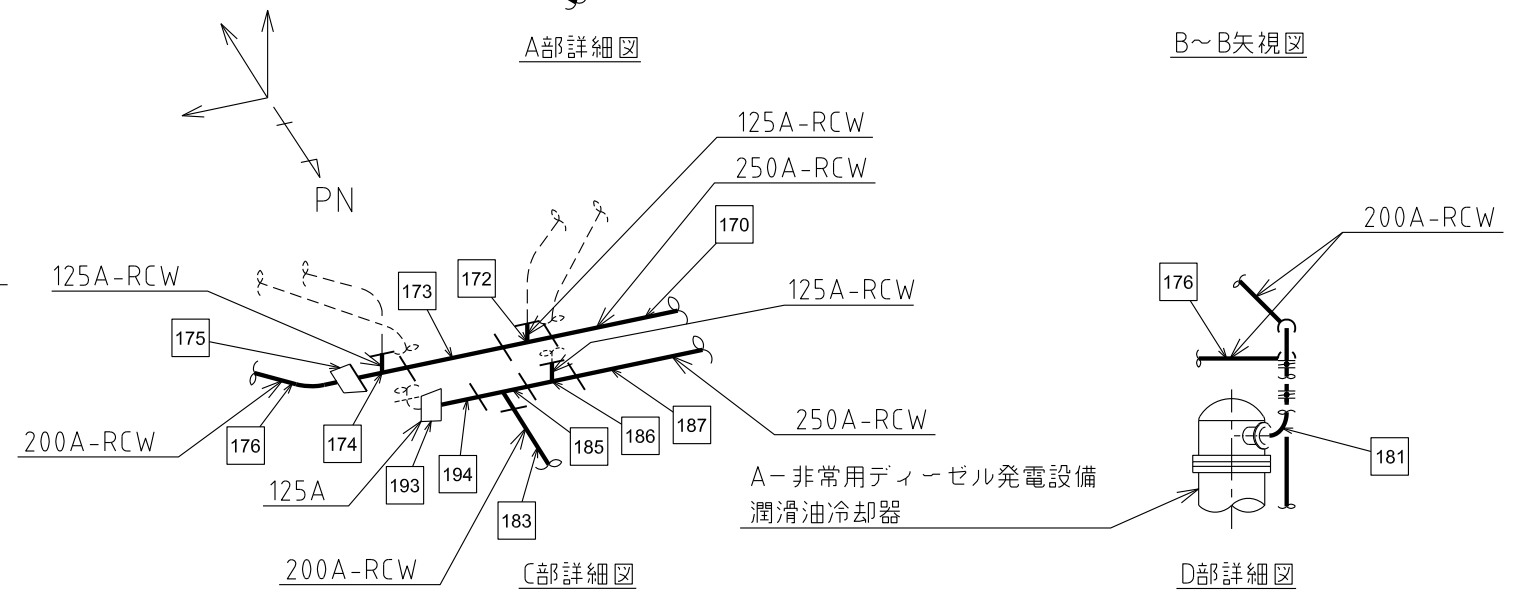 A部詳細図
B～B矢視図
PN
125A-RCW
250A-RCW
170
172
173
125A-RCW
125A-RCW
175
174
176
200A-RCW
193
125A
194
183
185
186
187
250A-RCW
200A-RCW
C部詳細図
200A-RCW
176
181
A－非常用ディーゼル発電設備
潤滑油冷却器
D部詳細図